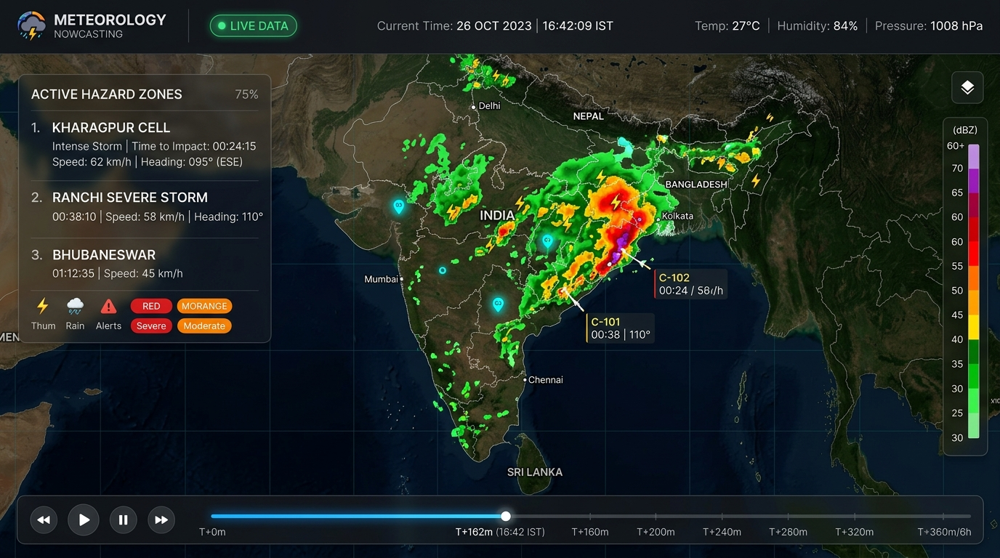 METEOROLOGY
NOWCASTING
LIVE DATA
Current Time: 26 OCT 2023 | 16:42:09 IST
Temp: 27°C | Humidity: 84% | Pressure: 1008 hPa
ACTIVE HAZARD ZONES 75%
1. KHARAGPUR CELL
Intense Storm | Time to Impact: 00:24:15
Speed: 62 km/h | Heading: 095° (ESE)
2. RANCHI SEVERE STORM
00:38:10 | Speed: 58 km/h | Heading: 110°
3. BHUBANESWAR
01:12:35 | Speed: 45 km/h
Thum Rain Alerts
RED MORANGE
Severe Moderate
Delhi
NEPAL
BANGLADESH
INDIA
Kolkata
Mumbai
C-102
00:24 /
C-101
00:38 | 110°
Chennai
SRI LANKA
MEN
(dBZ)
60+
70
65
60
60
55
50
45
40
35
30
25
30
T+0m
T+162m (16:42 IST)
T+160m
T+200m
T+240m
T+280m
T+320m
T+360m/6h